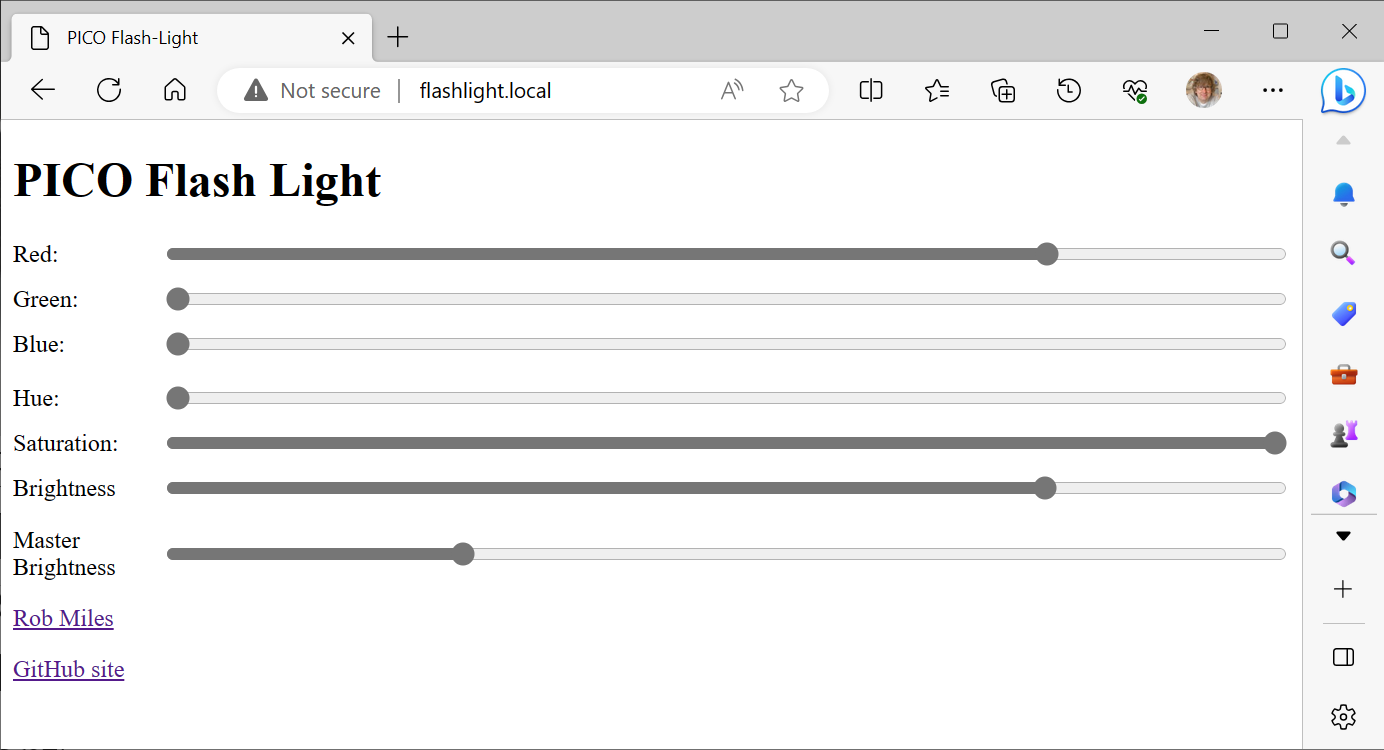 PICO Flash-Light
Not secure | flashlight.local
PICO Flash Light
Red:
Green:
Blue:
Hue:
Saturation:
Brightness
Master
Brightness
Rob Miles
GitHub site